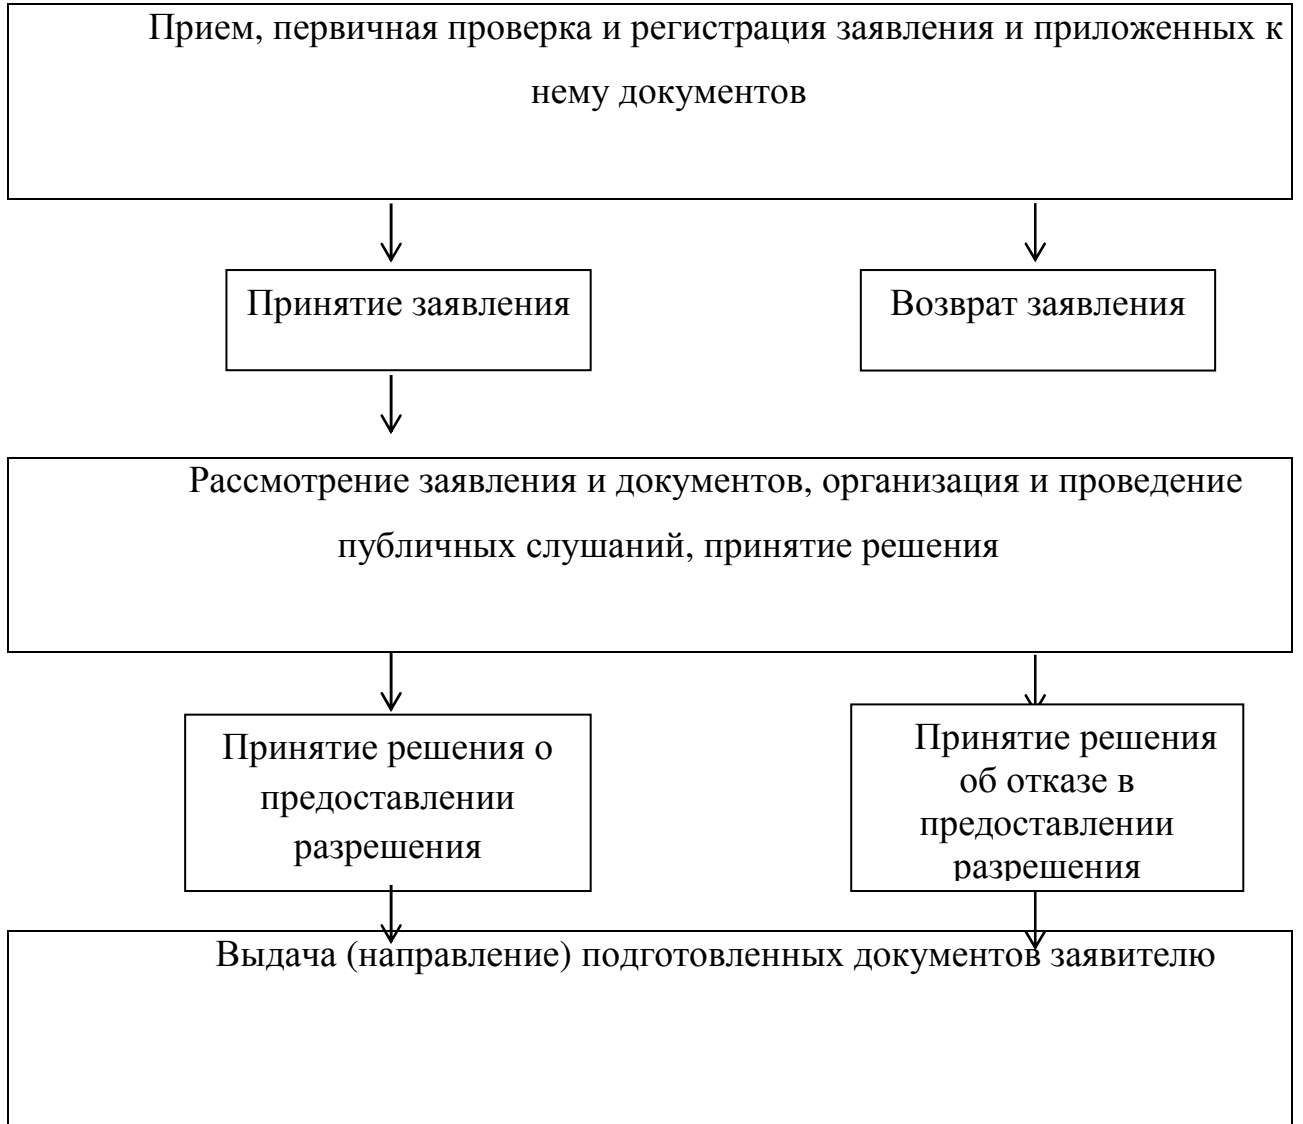 Прием, первичная проверка и регистрация заявления и приложенных к
нему документов
Принятие заявления
Возврат заявления
Рассмотрение заявления и документов, организация и проведение
публичных слушаний, принятие решения
Принятие решения о
предоставлении
разрешения
Принятие решения
об отказе в
предоставлении
разрешения
Выдача (направление) подготовленных документов заявителю